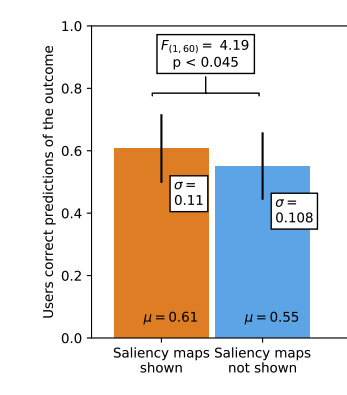 Users correct predictions of the outcome
1.0
0.8
0.6
0.4
0.2
0.0
F(1, 60) = 4.19
p < 0.045
σ =
0.11
σ =
0.108
μ = 0.61
μ = 0.55
Saliency maps
shown
Saliency maps
not shown